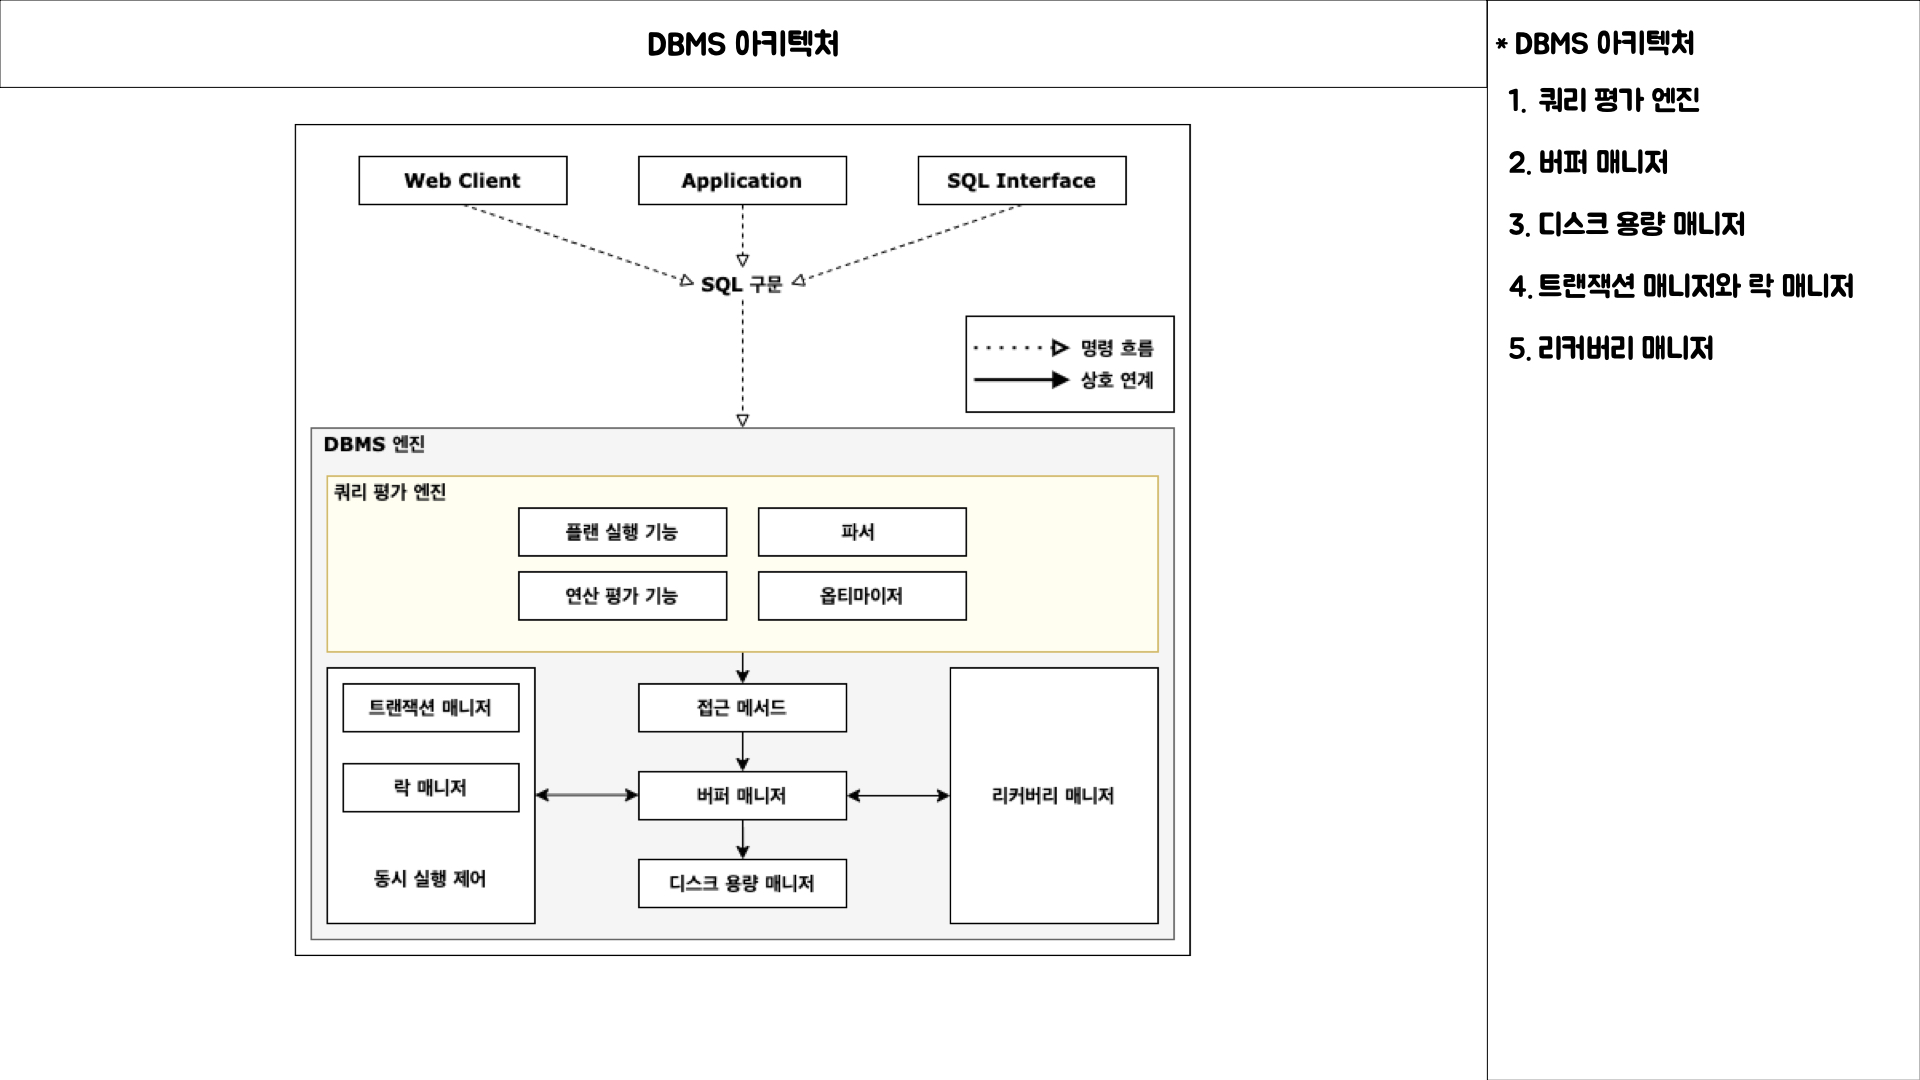 DBMS 아키텍처
Web Client
Application
SQL Interface
SQL 구문
명령 흐름
상호 연계
DBMS 엔진
쿼리 평가 엔진
플랜 실행 기능
파서
연산 평가 기능
옵티마이저
트랜잭션 매니저
락 매니저
동시 실행 제어
접근 메서드
버퍼 매니저
디스크 용량 매니저
리커버리 매니저
* DBMS 아키텍처
1. 쿼리 평가 엔진
2. 버퍼 매니저
3. 디스크 용량 매니저
4. 트랜잭션 매니저와 락 매니저
5. 리커버리 매니저